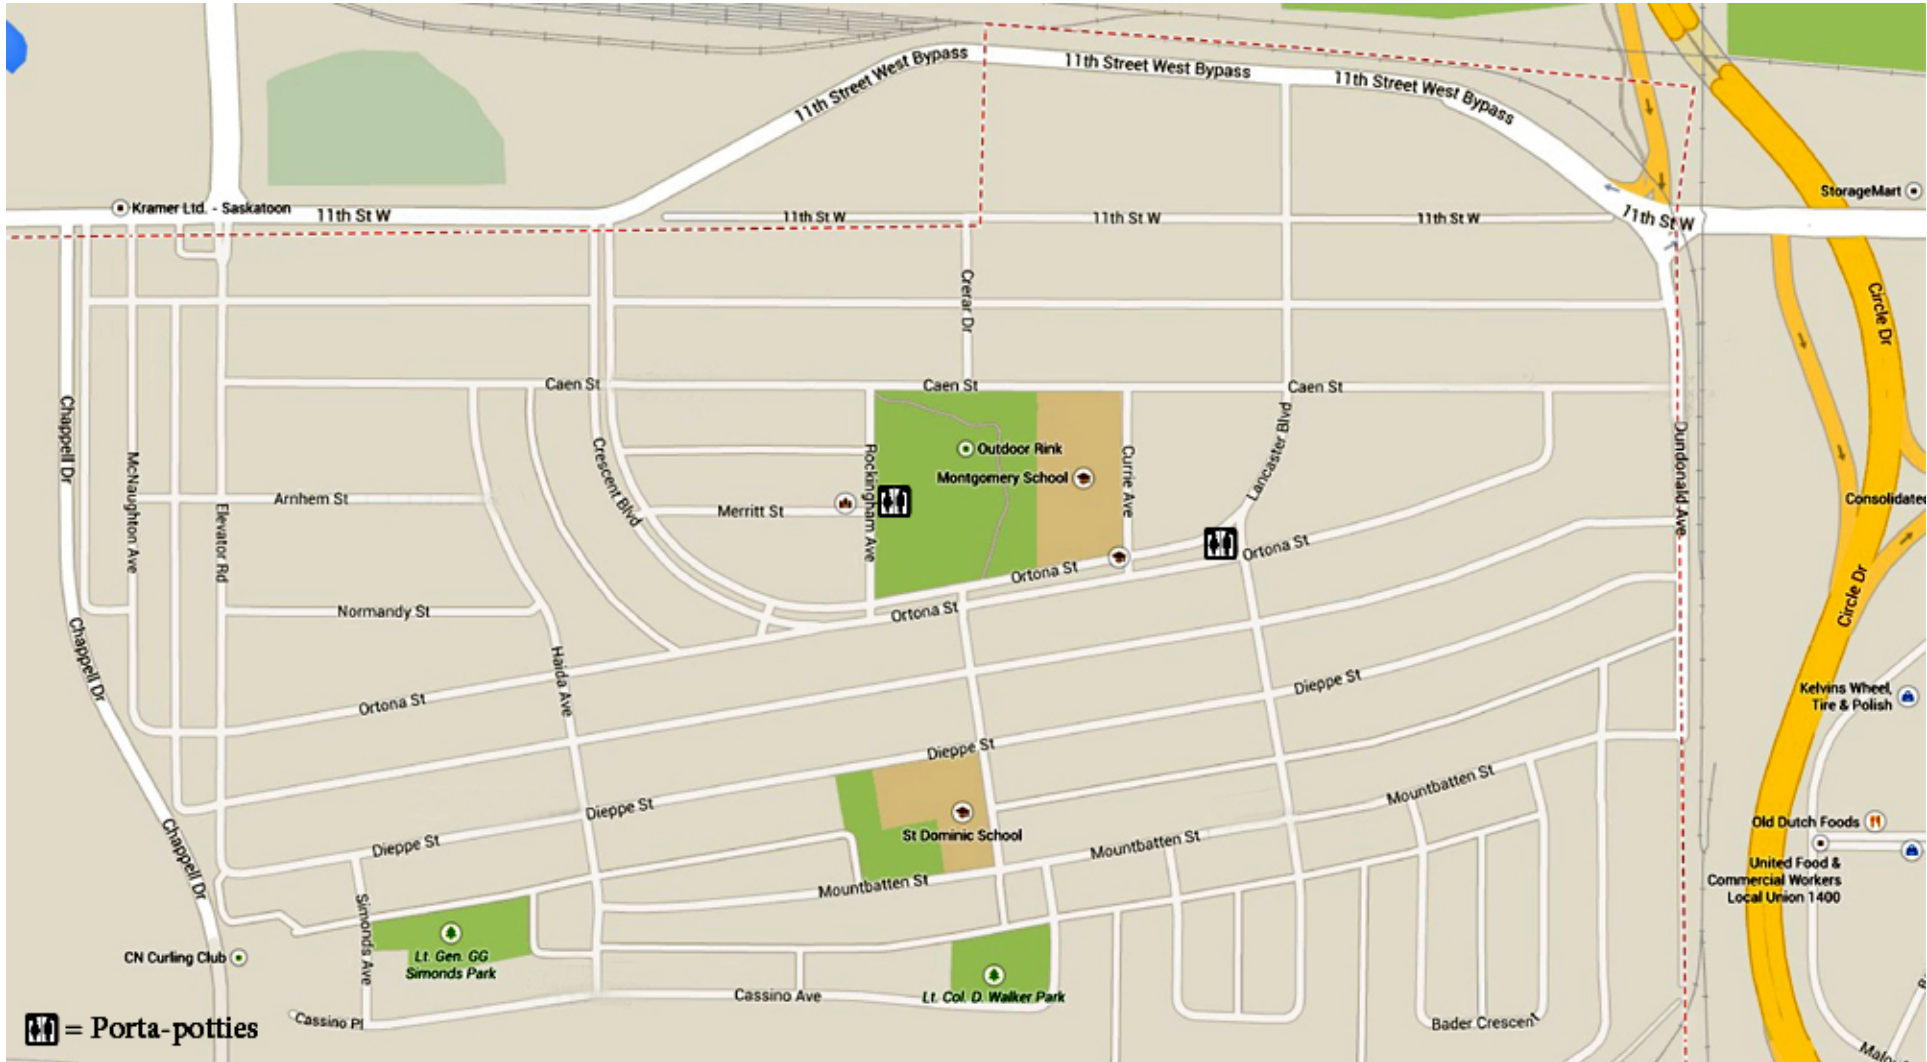 11th Street West Bypass
11th Street West Bypass
11th Street West Bypass
StorageMart
Kramer Ltd. - Saskatoon
11th St W
11th St W
11th St W
11th St W
11th St W
Crerar Dr
Circle Dr
Caen St
Caen St
Caen St
Chappell Dr
McNaughton Ave
Elevator Rd
Crescent Blvd
Rockingham Ave
Outdoor Rink
Montgomery School
Currie Ave
Lancaster Blvd
Dundonald Ave
Arnhem St
Merritt St
Consolidated
Ortona St
Ortona St
Ortona St
Normandy St
Circle Dr
Chappell Dr
Haida Ave
Ortona St
Dieppe St
Kelvins Wheel,
Tire & Polish
Dieppe St
Dieppe St
Dieppe St
Mountbatten St
St Dominic School
Old Dutch Foods
Chappell Dr
Mountbatten St
Mountbatten St
United Food &
Commercial Workers
Local Union 1400
Simonds Ave
CN Curling Club
Lt. Gen. GG
Simonds Park
Cassino Ave
Lt. Col. D. Walker Park
Cassino Pl
Bader Crescent
= Porta-potties